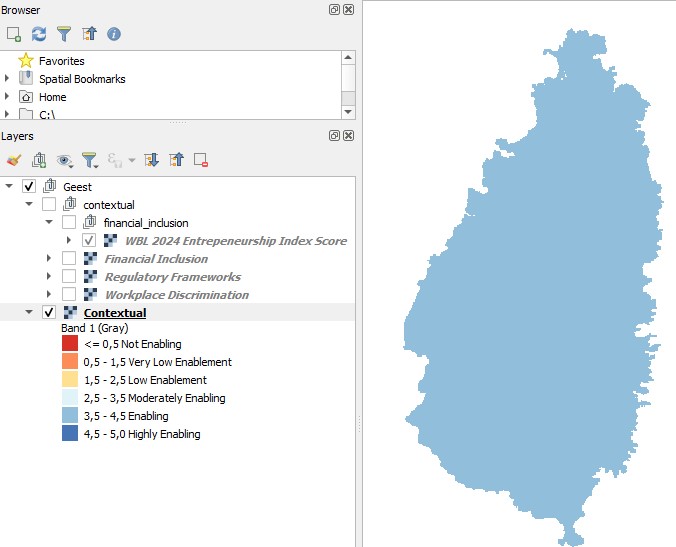 Browser
Favorites
Spatial Bookmarks
Home
C:\
Layers
Geest
contextual
financial_inclusion
WBL 2024 Entrepeneurship Index Score
Financial Inclusion
Regulatory Frameworks
Workplace Discrimination
Contextual
Band 1 (Gray)
<= 0,5 Not Enabling
0,5 - 1,5 Very Low Enablement
1,5 - 2,5 Low Enablement
2,5 - 3,5 Moderately Enabling
3,5 - 4,5 Enabling
4,5 - 5,0 Highly Enabling